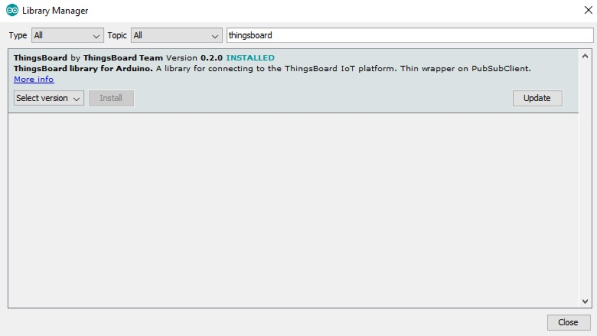 Library Manager
Type All Topic All thingsboard
ThingsBoard by ThingsBoard Team Version 0.2.0 INSTALLED
ThingsBoard library for Arduino. A library for connecting to the ThingsBoard IoT platform. Thin wrapper on PubSubClient.
More info
Select version Install Update
Close